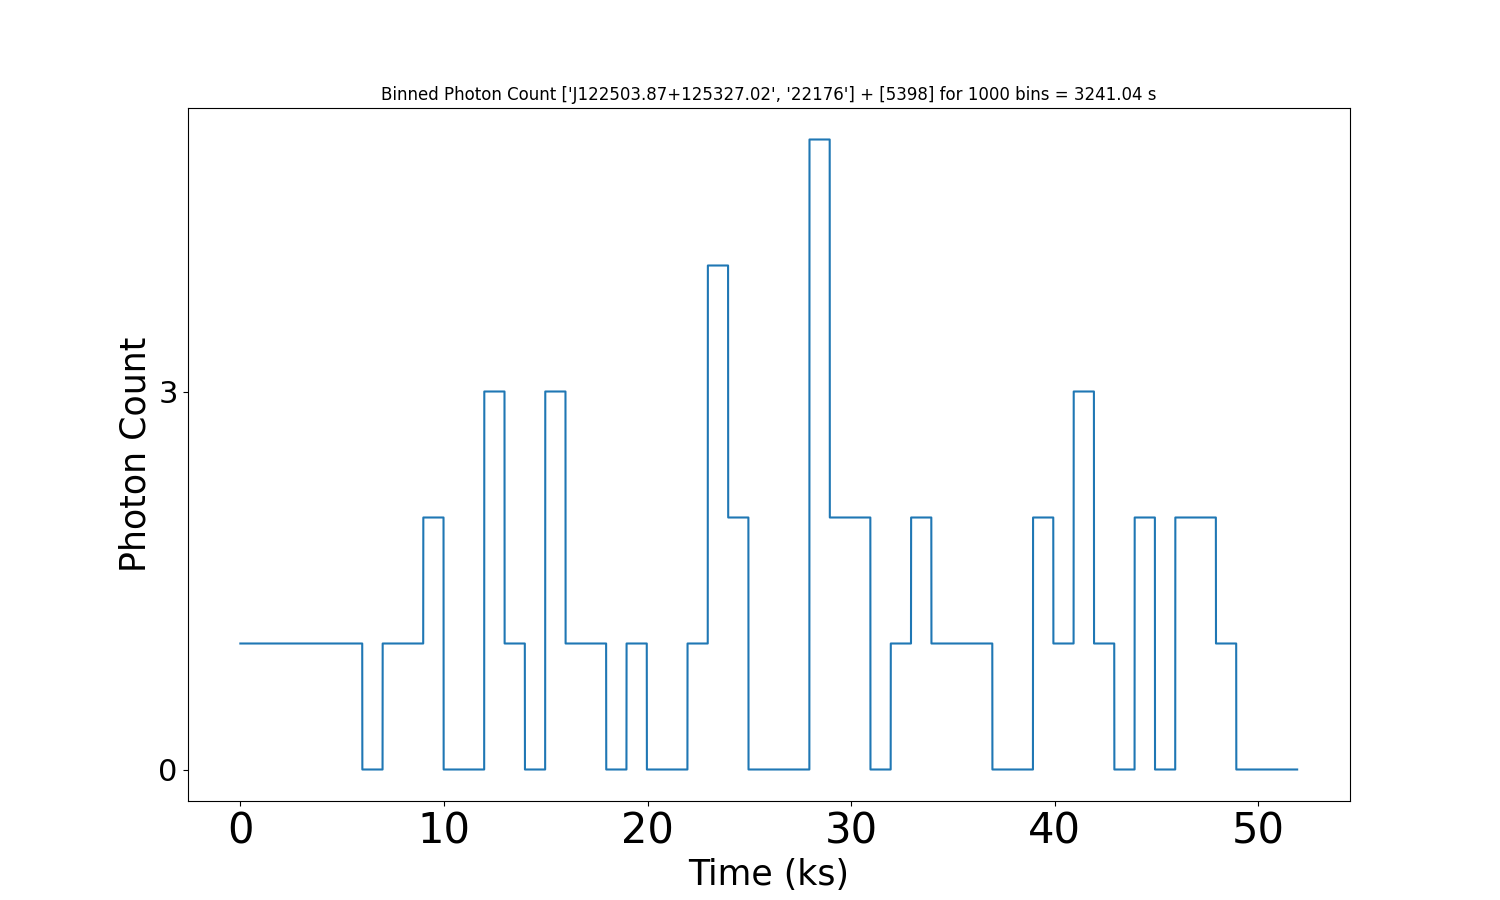 Binned Photon Count ['J122503.87+125327.02', '22176'] + [5398] for 1000 bins = 3241.04 s
Photon Count
3
0
0 10 20 30 40 50
Time (ks)